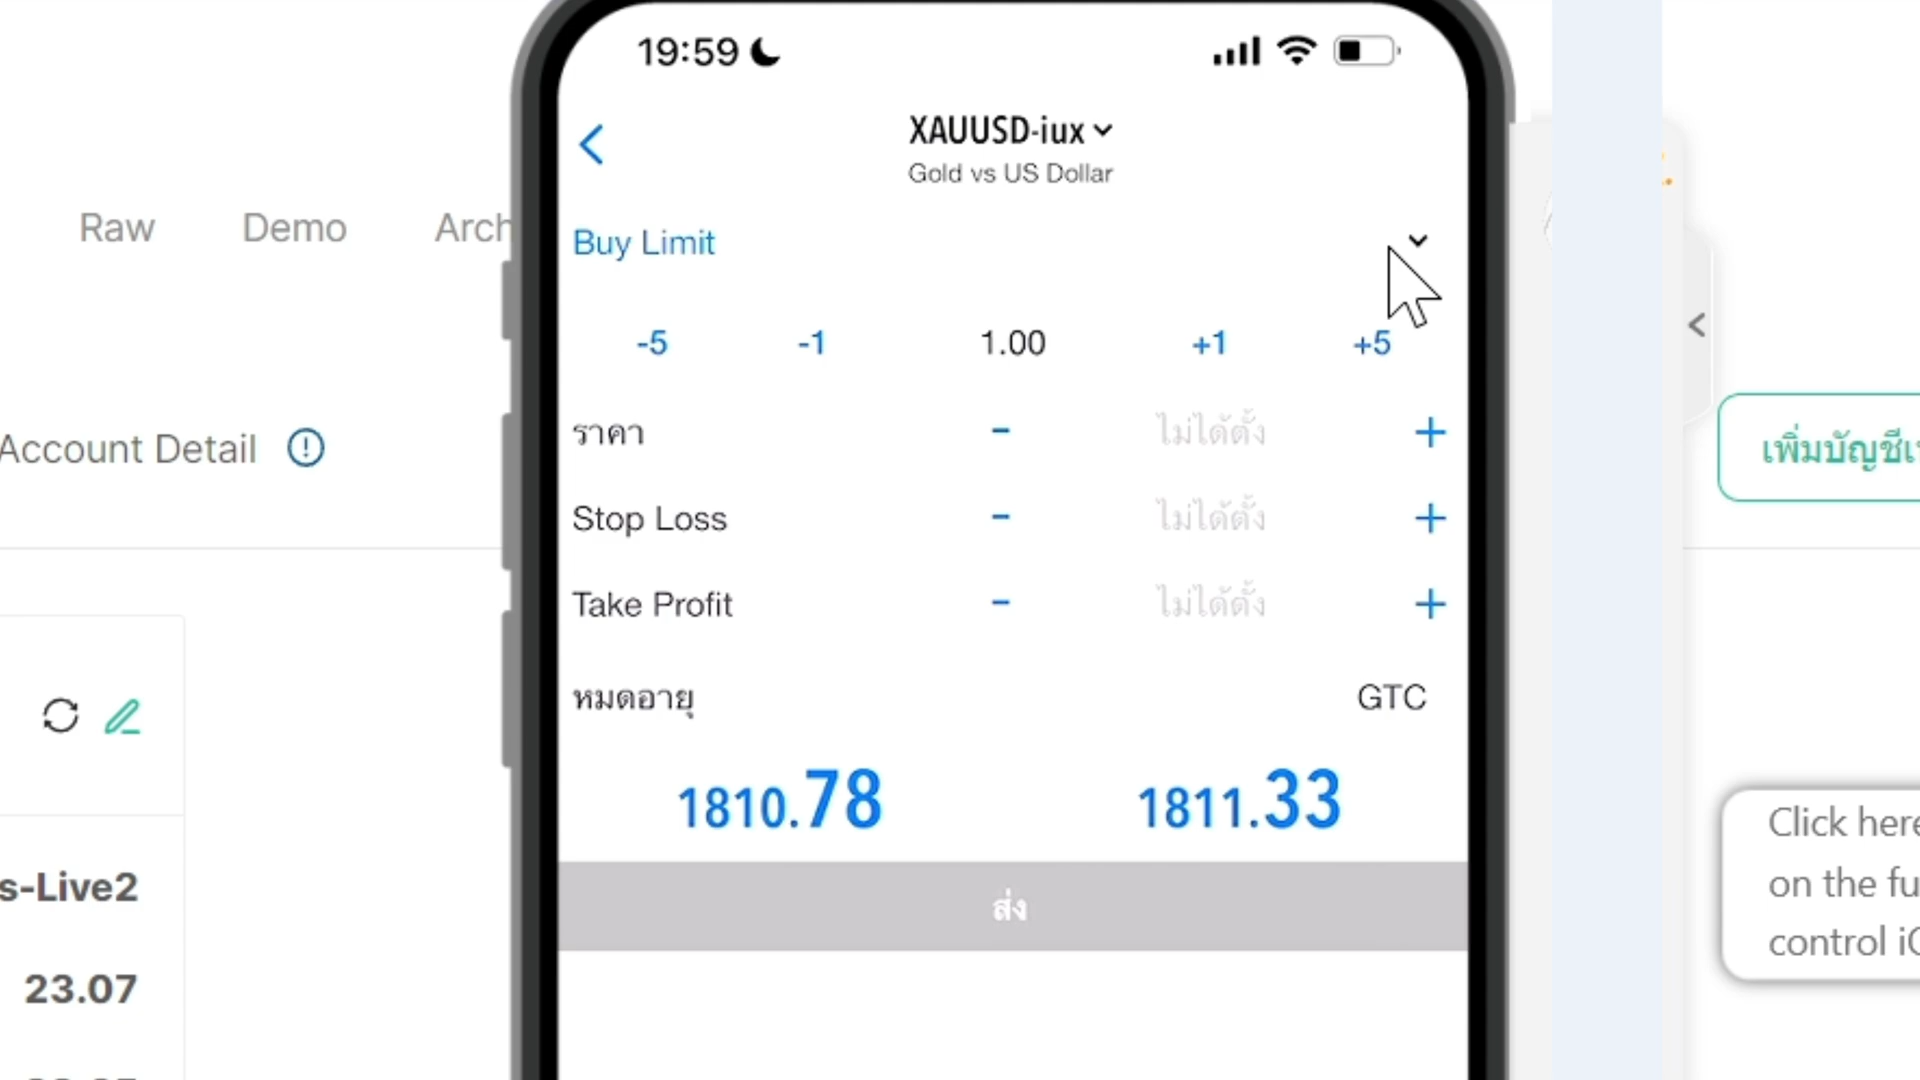 19:59
XAUUSD-iux
Gold vs US Dollar
Raw Demo Arch
Buy Limit
-5 -1 1.00 +1 +5
ราคา - ไม่ได้ตั้ง +
Account Detail
เพิ่มบัญชีเ
Stop Loss - ไม่ได้ตั้ง +
Take Profit - ไม่ได้ตั้ง +
หมดอายุ GTC
1810.78 1811.33
Click here
on the fu
control i
s-Live2
ส่ง
23.07